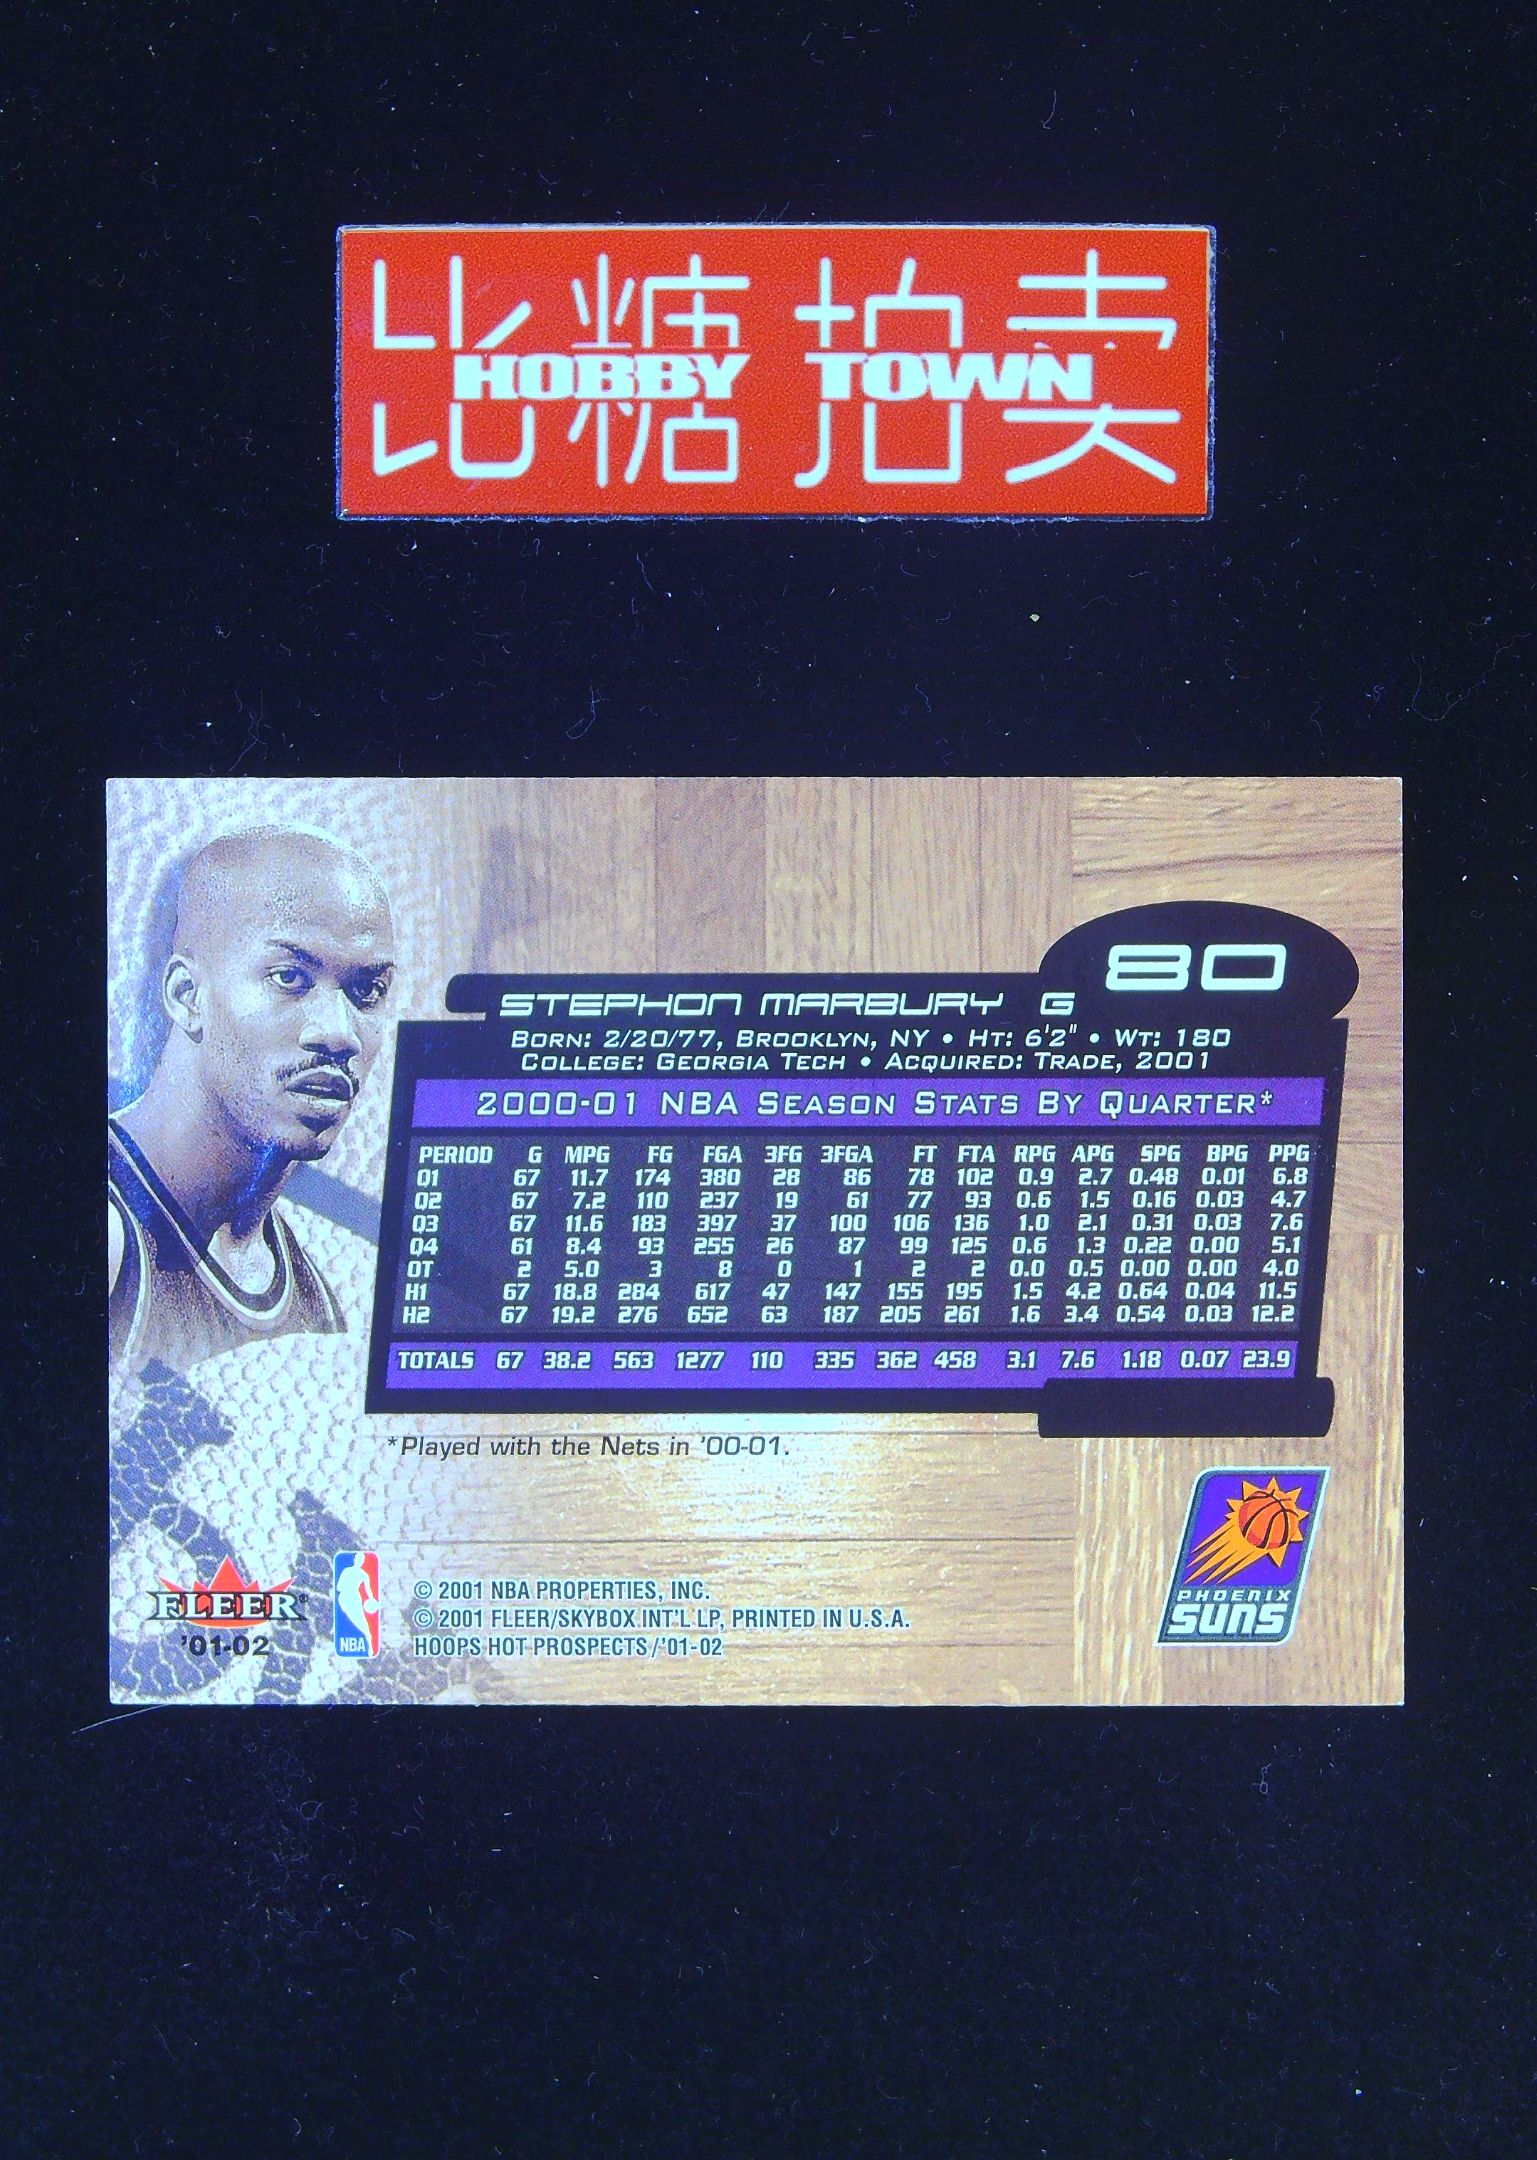 比糖 拍卖
HOBBY TOWN
80
STEPHON MARBURY G
BORN: 2/20/77, BROOKLYN, NY • HT: 6'2" • WT: 180
COLLEGE: GEORGIA TECH • ACQUIRED: TRADE, 2001
2000-01 NBA SEASON STATS BY QUARTER*
PERIOD G MPG FG FGA 3FG 3FGA FT FTA RPG APG SPG BPG PPG
Q1 67 11.7 174 380 28 86 78 102 0.9 2.7 0.48 0.01 6.8
Q2 67 7.2 110 237 19 61 77 93 0.6 1.5 0.16 0.03 4.7
Q3 67 11.6 183 397 37 100 106 136 1.0 2.1 0.31 0.03 7.6
Q4 61 8.4 93 255 26 87 99 125 0.6 1.3 0.22 0.00 5.1
OT 2 5.0 3 8 0 1 2 2 0.0 0.5 0.00 0.00 4.0
H1 67 18.8 284 617 47 147 155 195 1.5 4.2 0.64 0.04 11.5
H2 67 19.2 276 652 63 187 205 261 1.6 3.4 0.54 0.03 12.2
TOTALS 67 38.2 563 1277 110 335 362 458 3.1 7.6 1.18 0.07 23.9
*Played with the Nets in '00-01.
PHOENIX
SUNS
FLEER®
'01-02
NBA
© 2001 NBA PROPERTIES, INC.
© 2001 FLEER/SKYBOX INT'L LP, PRINTED IN U.S.A.
HOOPS HOT PROSPECTS/'01-02